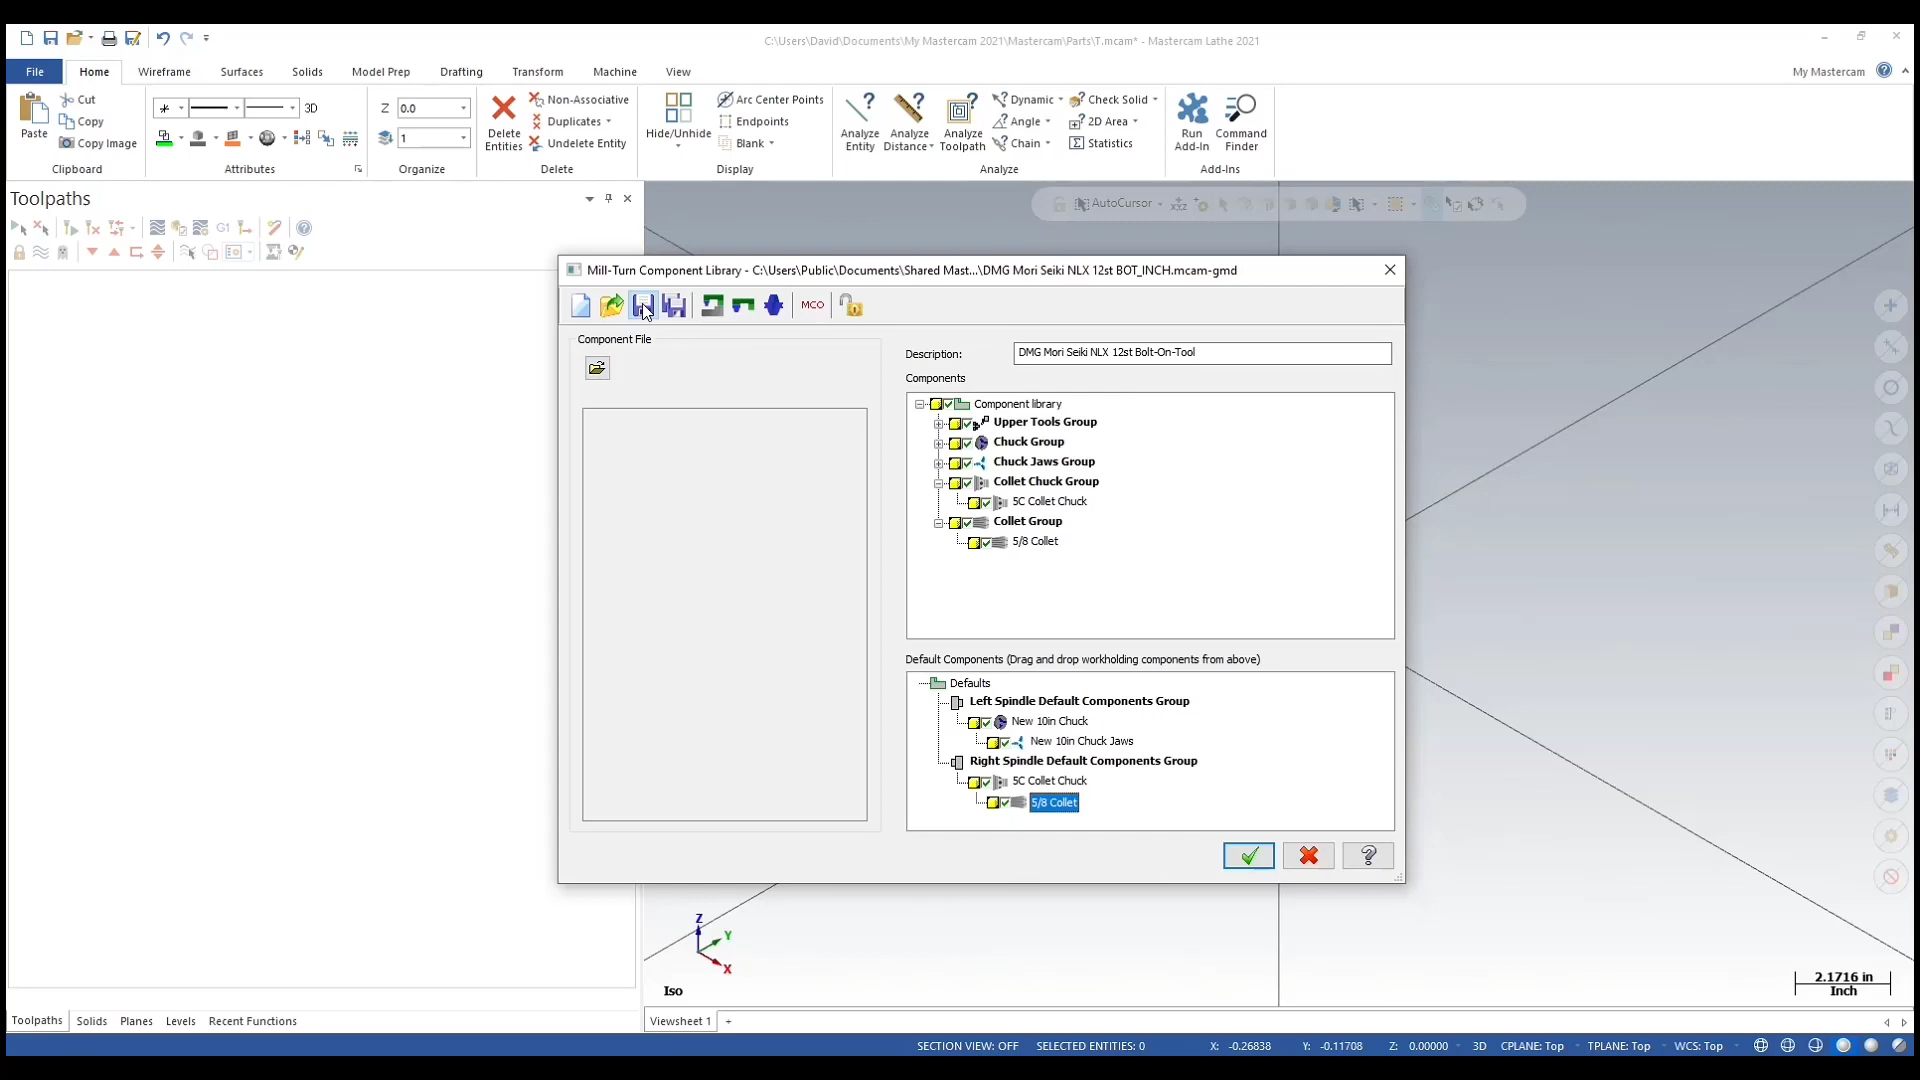 C:\Users\David\Documents\My Mastercam 2021\Mastercam\Parts\T.mcam* - Mastercam Lathe 2021
File Home Wireframe Surfaces Solids Model Prep Drafting Transform Machine View My Mastercam
Paste Cut Copy Copy Image
Clipboard
3D
Attributes
Z 0.0
1
Organize
Delete Entities Non-Associative Duplicates Undelete Entity
Delete
Hide/Unhide Arc Center Points Endpoints Blank
Display
Analyze Entity Analyze Distance Analyze Toolpath Dynamic Angle Chain Check Solid 2D Area Statistics
Analyze
Run Add-In Command Finder
Add-Ins
Toolpaths
G1
AutoCursor
Mill-Turn Component Library - C:\Users\Public\Documents\Shared Mast...\DMG Mori Seiki NLX 12st BOT_INCH.mcam-gmd
MCO
Component File
Description: DMG Mori Seiki NLX 12st Bolt-On-Tool
Components
Component library
Upper Tools Group
Chuck Group
Chuck Jaws Group
Collet Chuck Group
5C Collet Chuck
Collet Group
5/8 Collet
Default Components (Drag and drop workholding components from above)
Defaults
Left Spindle Default Components Group
New 10in Chuck
New 10in Chuck Jaws
Right Spindle Default Components Group
5C Collet Chuck
5/8 Collet
Z
Y
X
Iso
2.1716 in
Inch
Toolpaths Solids Planes Levels Recent Functions
Viewsheet 1 +
SECTION VIEW: OFF SELECTED ENTITIES: 0 X: -0.26838 Y: -0.11708 Z: 0.00000 3D CPLANE: Top TPLANE: Top WCS: Top